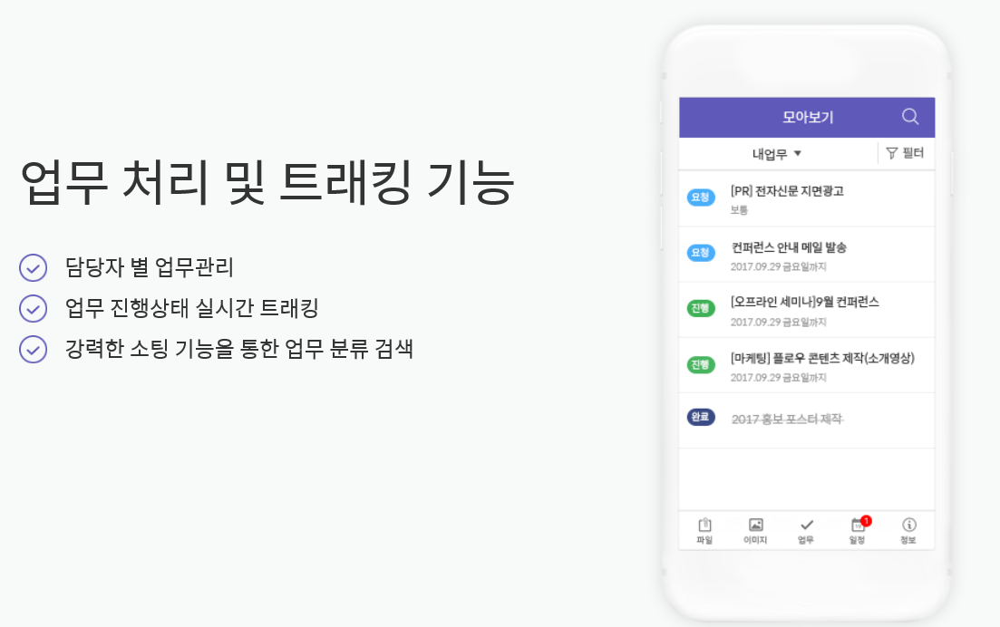 업무 처리 및 트래킹 기능
담당자 별 업무관리
업무 진행상태 실시간 트래킹
강력한 소팅 기능을 통한 업무 분류 검색
모아보기
내업무 ▼ 필터
요청 [PR] 전자신문 지면광고
보통
요청 컨퍼런스 안내 메일 발송
2017.09.29 금요일까지
진행 [오프라인 세미나]9월 컨퍼런스
2017.09.29 금요일까지
진행 [마케팅] 플로우 콘텐츠 제작(소개영상)
2017.09.29 금요일까지
완료 2017 홍보 포스터 제작
1
파일 이미지 업무 일정 정보